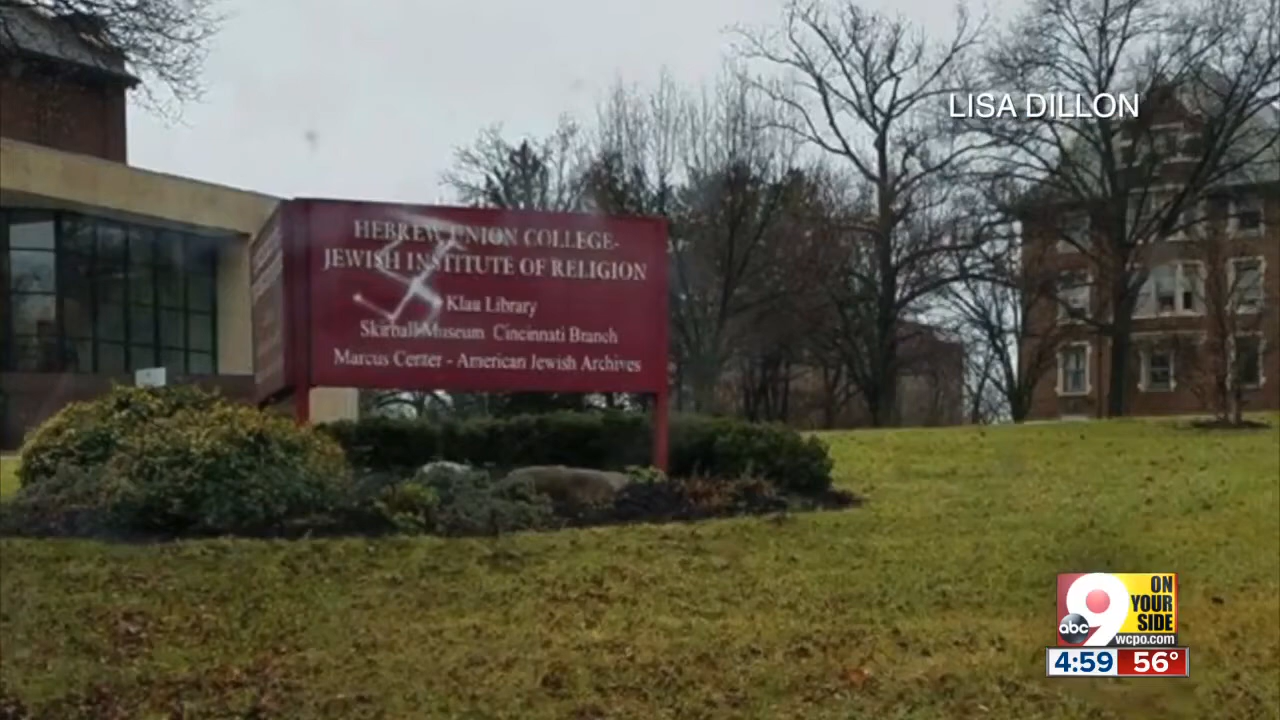 LISA DILLON
HEBREW UNION COLLEGE-
JEWISH INSTITUTE OF RELIGION
Klau Library
Skirball Museum Cincinnati Branch
Marcus Center - American Jewish Archives
abc 9
ON
YOUR
SIDE
wcpo.com
4:59 56°